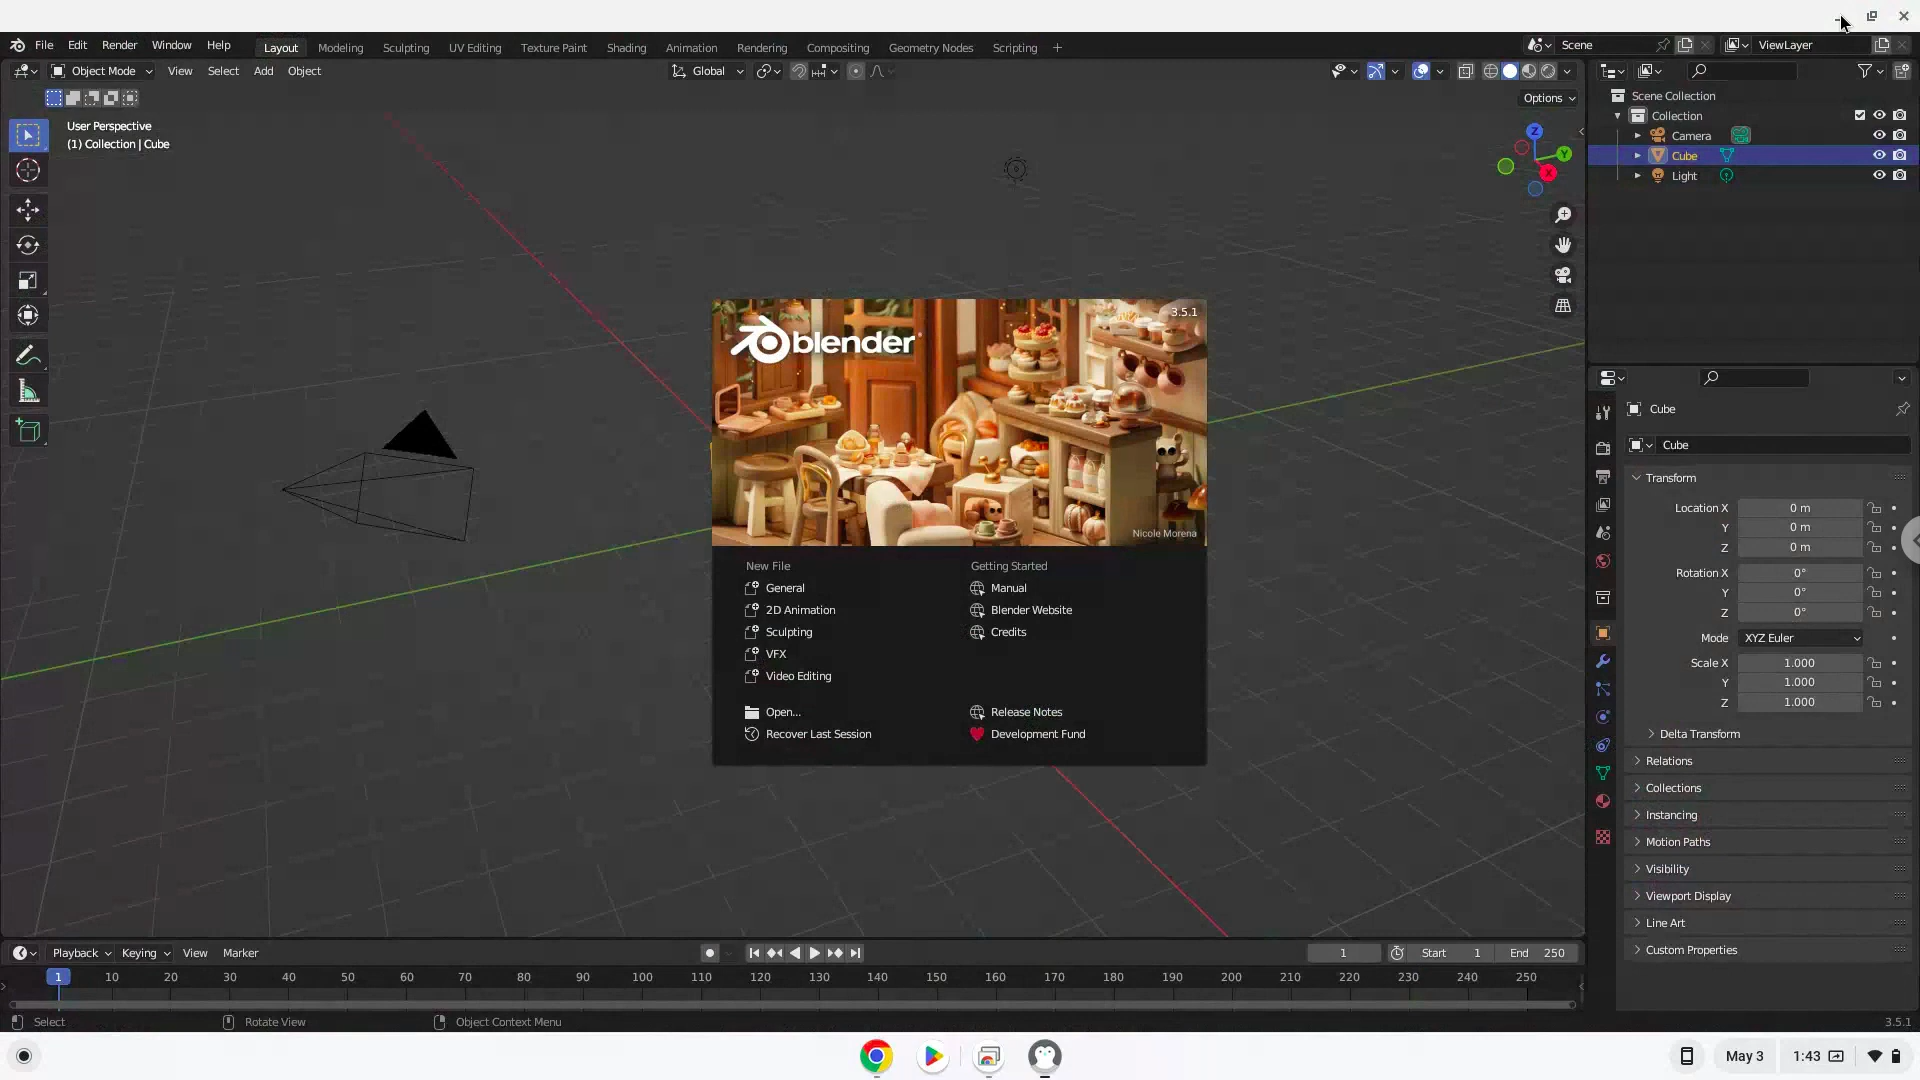 File Edit Render Window Help Layout Modeling Sculpting UV Editing Texture Paint Shading Animation Rendering Compositing Geometry Nodes Scripting + Scene ViewLayer
Object Mode View Select Add Object Global
Options
User Perspective
(1) Collection | Cube
Z
Y
X
Scene Collection
Collection
Camera
Cube
Light
blender
3.5.1
Nicole Morena
New File
General
2D Animation
Sculpting
VFX
Video Editing
Open...
Recover Last Session
Getting Started
Manual
Blender Website
Credits
Release Notes
Development Fund
Cube
Cube
Transform
Location X 0 m
Y 0 m
Z 0 m
Rotation X 0°
Y 0°
Z 0°
Mode XYZ Euler
Scale X 1.000
Y 1.000
Z 1.000
Delta Transform
Relations
Collections
Instancing
Motion Paths
Visibility
Viewport Display
Line Art
Custom Properties
Playback Keying View Marker 1 Start 1 End 250
1 10 20 30 40 50 60 70 80 90 100 110 120 130 140 150 160 170 180 190 200 210 220 230 240 250
Select Rotate View Object Context Menu 3.5.1
May 3 1:43